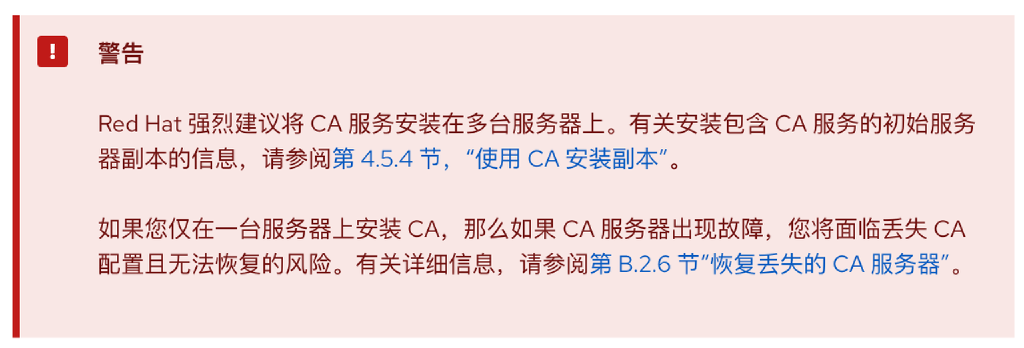 警告
Red Hat 强烈建议将 CA 服务安装在多台服务器上。有关安装包含 CA 服务的初始服务
器副本的信息，请参阅第 4.5.4 节，“使用 CA 安装副本”。
如果您仅在一台服务器上安装 CA，那么如果 CA 服务器出现故障，您将面临丢失 CA
配置且无法恢复的风险。有关详细信息，请参阅第 B.2.6 节“恢复丢失的 CA 服务器”。